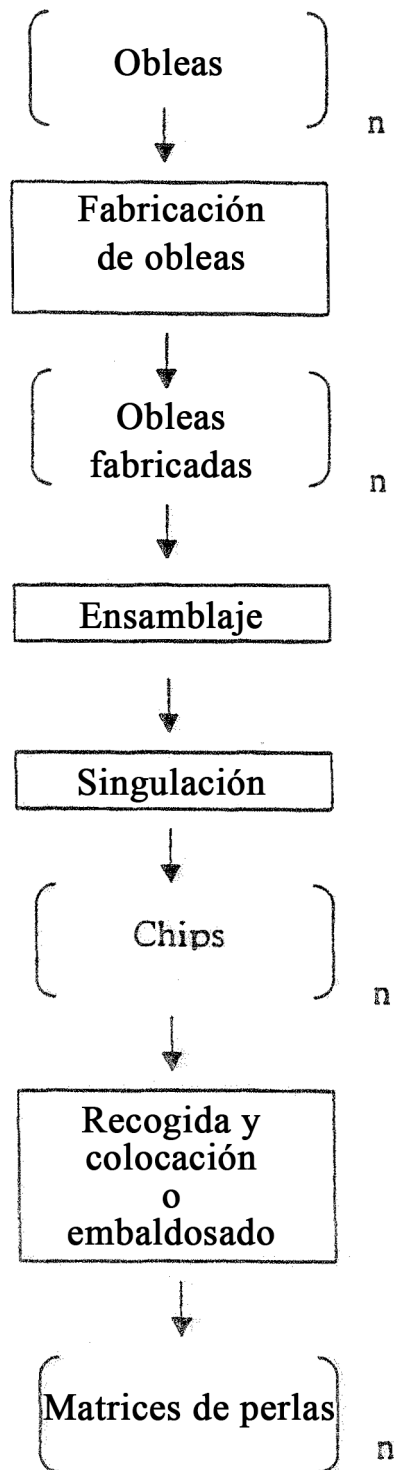 Obleas
n
Fabricación
de obleas
Obleas
fabricadas
n
Ensamblaje
Singulación
Chips
n
Recogida y
colocación
o
embaldosado
Matrices de perlas
n